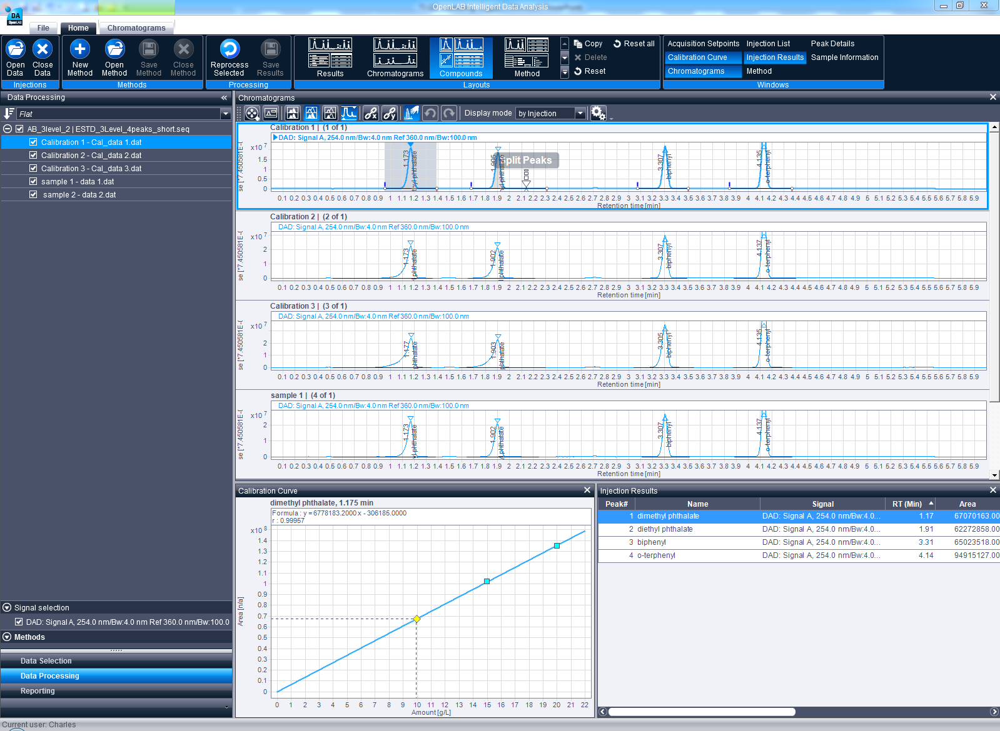 OpenLAB Intelligent Data Analysis
DA
OpenLAB
File
Home
Chromatograms
Open Data
Close Data
Injections
New Method
Open Method
Save Method
Close Method
Methods
Reprocess Selected
Save Results
Processing
Results
Chromatograms
Compounds
Method
Copy
Reset all
Delete
Reset
Layouts
Acquisition Setpoints
Injection List
Peak Details
Calibration Curve
Injection Results
Sample Information
Chromatograms
Method
Windows
Data Processing
«
Flat
AB_3level_2 | ESTD_3Level_4peaks_short.seq
Calibration 1 - Cal_data 1.dat
Calibration 2 - Cal_data 2.dat
Calibration 3 - Cal_data 3.dat
sample 1 - data 1.dat
sample 2 - data 2.dat
Signal selection
DAD: Signal A, 254.0 nm/Bw:4.0 nm Ref 360.0 nm/Bw:100.0
Methods
Data Selection
Data Processing
Reporting
Current user: Charles
Chromatograms
Display mode
by Injection
Calibration 1 | (1 of 1)
DAD: Signal A, 254.0 nm/Bw:4.0 nm Ref 360.0 nm/Bw:100.0 nm
se [*7.450581E-(
x10 7
1.5
1
0.5
0
1.173
3.307
biphenyl
4.135
o-terphenyl
plit Peaks
0.1 0.2 0.3 0.4 0.5 0.6 0.7 0.8 0.9 1 1.1 1.2 1.3 1.4 1.5 1.6 1.7 1.8 1.9 2 2.1 2.2 2.3 2.4 2.5 2.6 2.7 2.8 2.9 3 3.1 3.2 3.3 3.4 3.5 3.6 3.7 3.8 3.9 4 4.1 4.2 4.3 4.4 4.5 4.6 4.7 4.8 4.9 5 5.1 5.2 5.3 5.4 5.5 5.6 5.7 5.8 5.9
Retention time [min]
Calibration 2 | (2 of 1)
DAD: Signal A, 254.0 nm/Bw:4.0 nm Ref 360.0 nm/Bw:100.0 nm
se [*7.450581E-(
x10 7
2
1
0
1.173
phthalate
1.902
phthalate
3.307
biphenyl
4.137
o-terphenyl
0.1 0.2 0.3 0.4 0.5 0.6 0.7 0.8 0.9 1 1.1 1.2 1.3 1.4 1.5 1.6 1.7 1.8 1.9 2 2.1 2.2 2.3 2.4 2.5 2.6 2.7 2.8 2.9 3 3.1 3.2 3.3 3.4 3.5 3.6 3.7 3.8 3.9 4 4.1 4.2 4.3 4.4 4.5 4.6 4.7 4.8 4.9 5 5.1 5.2 5.3 5.4 5.5 5.6 5.7 5.8 5.9
Retention time [min]
Calibration 3 | (3 of 1)
DAD: Signal A, 254.0 nm/Bw:4.0 nm Ref 360.0 nm/Bw:100.0 nm
se [*7.450581E-(
x10 7
2
1
0
1.177
phthalate
1.903
phthalate
3.305
biphenyl
4.135
o-terphenyl
0.1 0.2 0.3 0.4 0.5 0.6 0.7 0.8 0.9 1 1.1 1.2 1.3 1.4 1.5 1.6 1.7 1.8 1.9 2 2.1 2.2 2.3 2.4 2.5 2.6 2.7 2.8 2.9 3 3.1 3.2 3.3 3.4 3.5 3.6 3.7 3.8 3.9 4 4.1 4.2 4.3 4.4 4.5 4.6 4.7 4.8 4.9 5 5.1 5.2 5.3 5.4 5.5 5.6 5.7 5.8 5.9
Retention time [min]
sample 1 | (4 of 1)
DAD: Signal A, 254.0 nm/Bw:4.0 nm Ref 360.0 nm/Bw:100.0 nm
se [*7.450581E-(
x10 7
2
1
0
1.173
yl phthalate
1.902
phthalate
3.307
biphenyl
4.137
o-terphenyl
0.1 0.2 0.3 0.4 0.5 0.6 0.7 0.8 0.9 1 1.1 1.2 1.3 1.4 1.5 1.6 1.7 1.8 1.9 2 2.1 2.2 2.3 2.4 2.5 2.6 2.7 2.8 2.9 3 3.1 3.2 3.3 3.4 3.5 3.6 3.7 3.8 3.9 4 4.1 4.2 4.3 4.4 4.5 4.6 4.7 4.8 4.9 5 5.1 5.2 5.3 5.4 5.5 5.6 5.7 5.8 5.9
Retention time [min]
Calibration Curve
dimethyl phthalate, 1.175 min
Formula : y = 6778183.2000 x - 306185.0000
r : 0.99957
x10 8
1.4
1.3
1.2
1.1
1
0.9
0.8
0.7
0.6
0.5
0.4
0.3
0.2
0.1
0
Area [n/a]
0 1 2 3 4 5 6 7 8 9 10 11 12 13 14 15 16 17 18 19 20 21 22
Amount [g/L]
Injection Results
Peak# Name Signal RT (Min) Area
1 dimethyl phthalate DAD: Signal A, 254.0 nm/Bw:4.0... 1.17 67070163.00
2 diethyl phthalate DAD: Signal A, 254.0 nm/Bw:4.0... 1.91 62272858.00
3 biphenyl DAD: Signal A, 254.0 nm/Bw:4.0... 3.31 65023518.00
4 o-terphenyl DAD: Signal A, 254.0 nm/Bw:4.0... 4.14 94915127.00